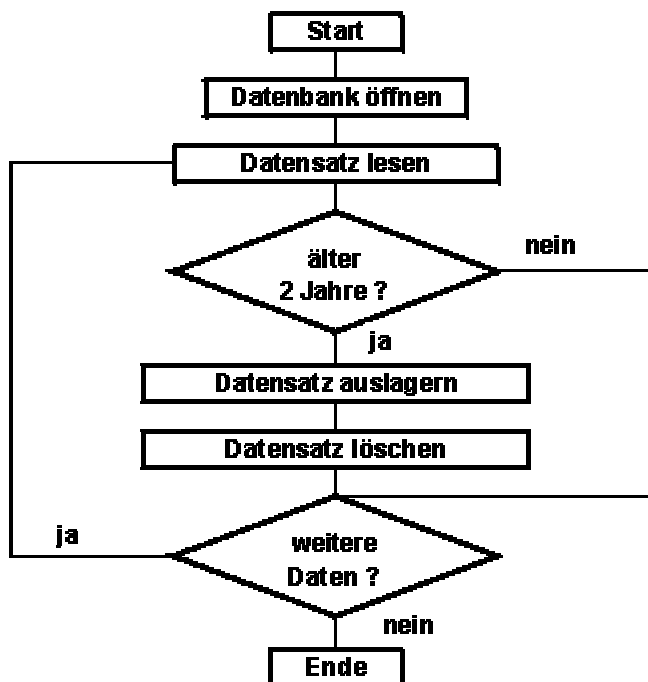 Start
Datenbank öffnen
Datensatz lesen
älter
2 Jahre ?
nein
ja
Datensatz auslagern
Datensatz löschen
ja
weitere
Daten ?
nein
Ende